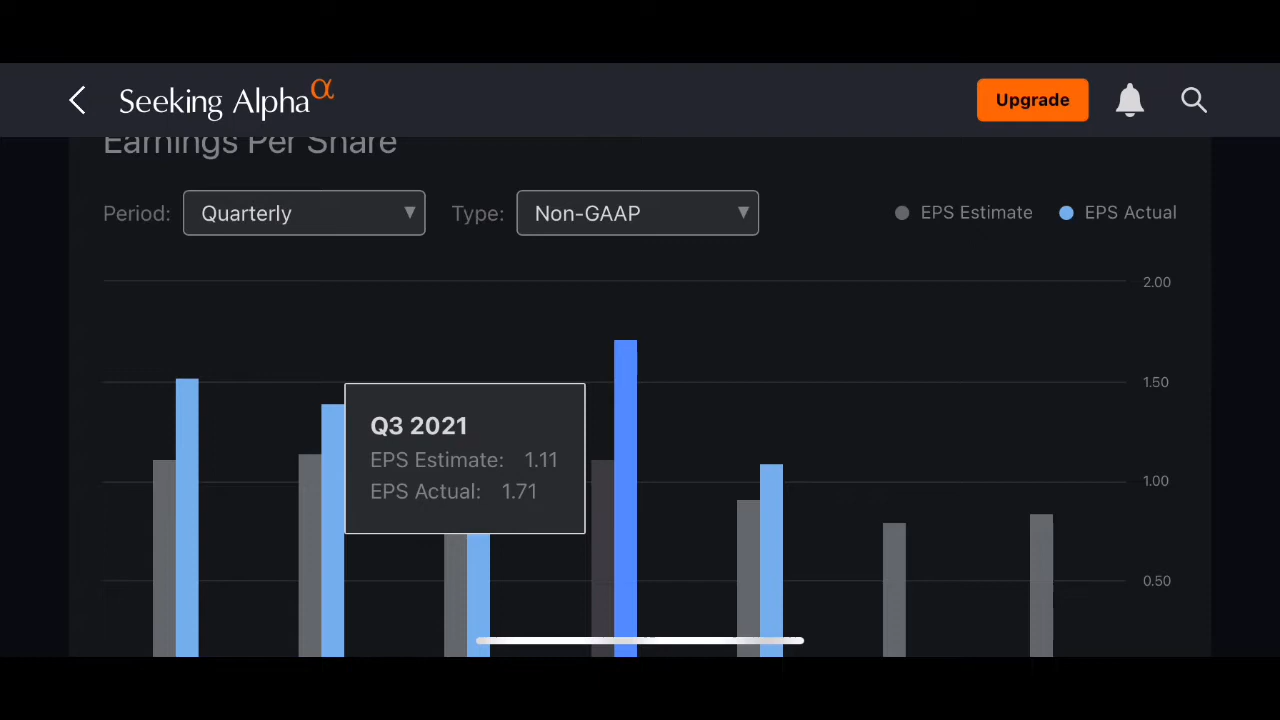 Seeking Alphaα
Upgrade
Earnings Per Share
Period: Quarterly ▼ Type: Non-GAAP ▼ EPS Estimate EPS Actual
2.00
1.50
Q3 2021
EPS Estimate: 1.11
EPS Actual: 1.71
1.00
0.50